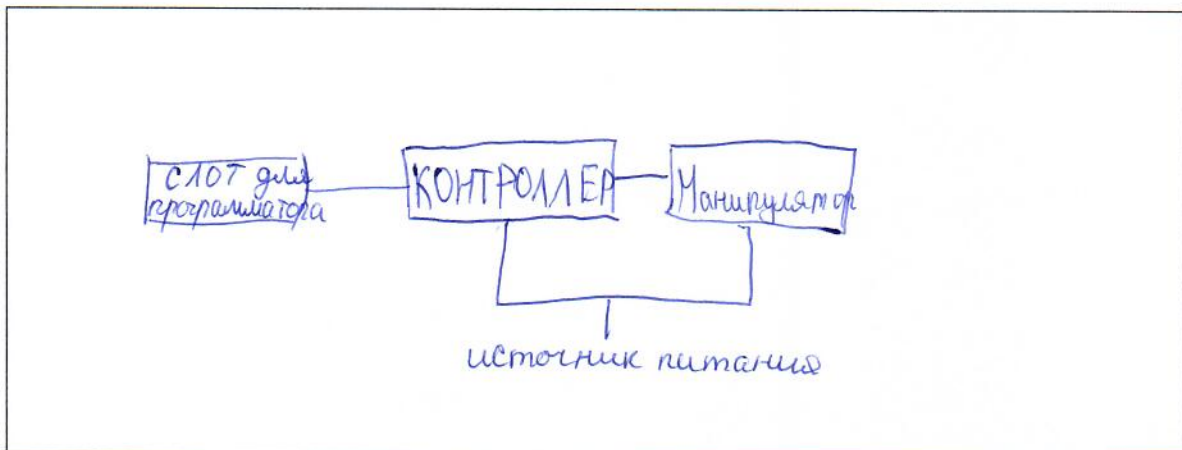 СЛОТ для
программатора
КОНТРОЛЛЕР
Манипулятор
источник питания